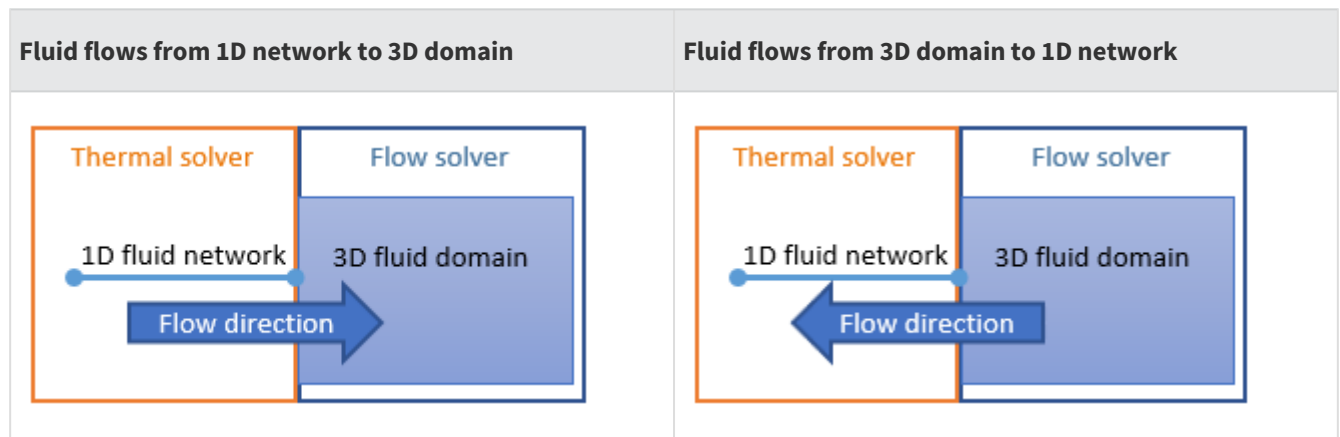 Fluid flows from 1D network to 3D domain
Fluid flows from 3D domain to 1D network
Thermal solver
Flow solver
1D fluid network
3D fluid domain
Flow direction
Thermal solver
Flow solver
1D fluid network
3D fluid domain
Flow direction